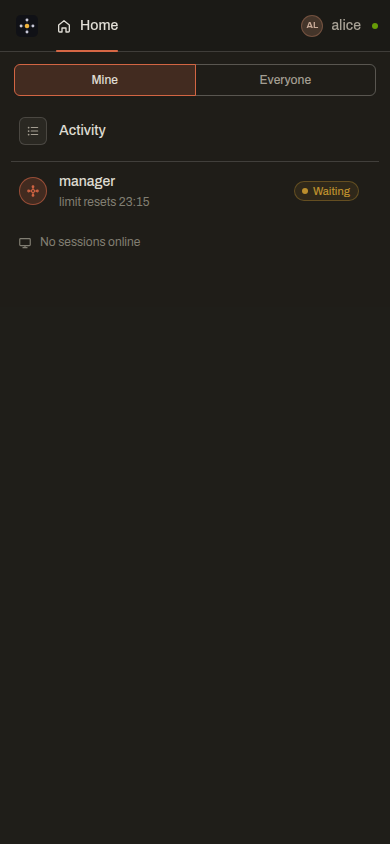 Home
AL alice
Mine Everyone
Activity
manager
limit resets 23:15
Waiting
No sessions online